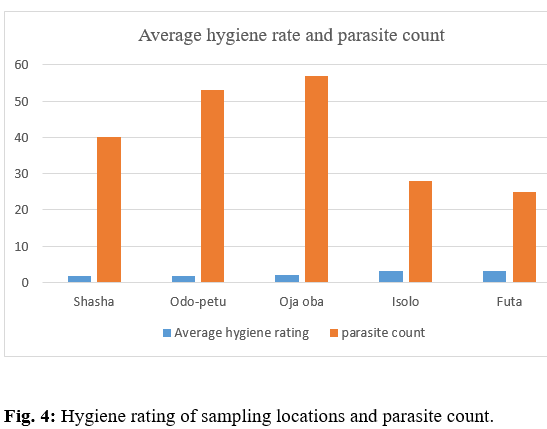 Average hygiene rate and parasite count
60
50
40
30
20
10
0
Shasha Odo-petu Oja oba Isolo Futa
Average hygiene rating parasite count
Fig. 4: Hygiene rating of sampling locations and parasite count.